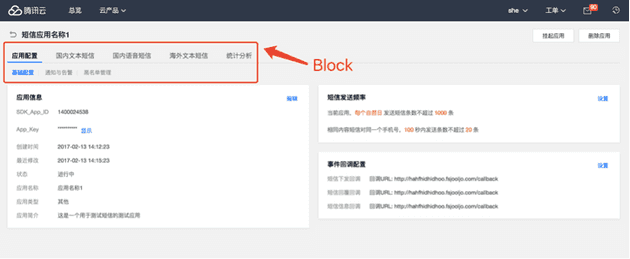 腾讯云 总览 云产品 she 工单 90
短信应用名称1 挂起应用 删除应用
应用配置 国内文本短信 国内语音短信 海外文本短信 统计分析
Block
基础配置 通知与告警 黑名单管理
应用信息 编辑
SDK_App_ID 1400024538
App_Key ********** 显示
创建时间 2017-02-13 14:12:23
最近修改 2017-02-13 14:15:23
状态 进行中
应用名称 应用名称1
应用类型 其他
应用简介 这是一个用于测试短信的测试应用
短信发送频率 设置
当前应用，每个自然日 发送短信条数不超过 1000 条
相同内容短信对同一个手机号，100 秒内发送条数不超过 20 条
事件回调配置 设置
短信下发回调 回调URL: http://hahfhidhidhoo.fsjoojo.com/callback
短信回覆回调 回调URL: http://hahfhidhidhoo.fsjoojo.com/callback
短信信息回调 回调URL: http://hahfhidhidhoo.fsjoojo.com/callback